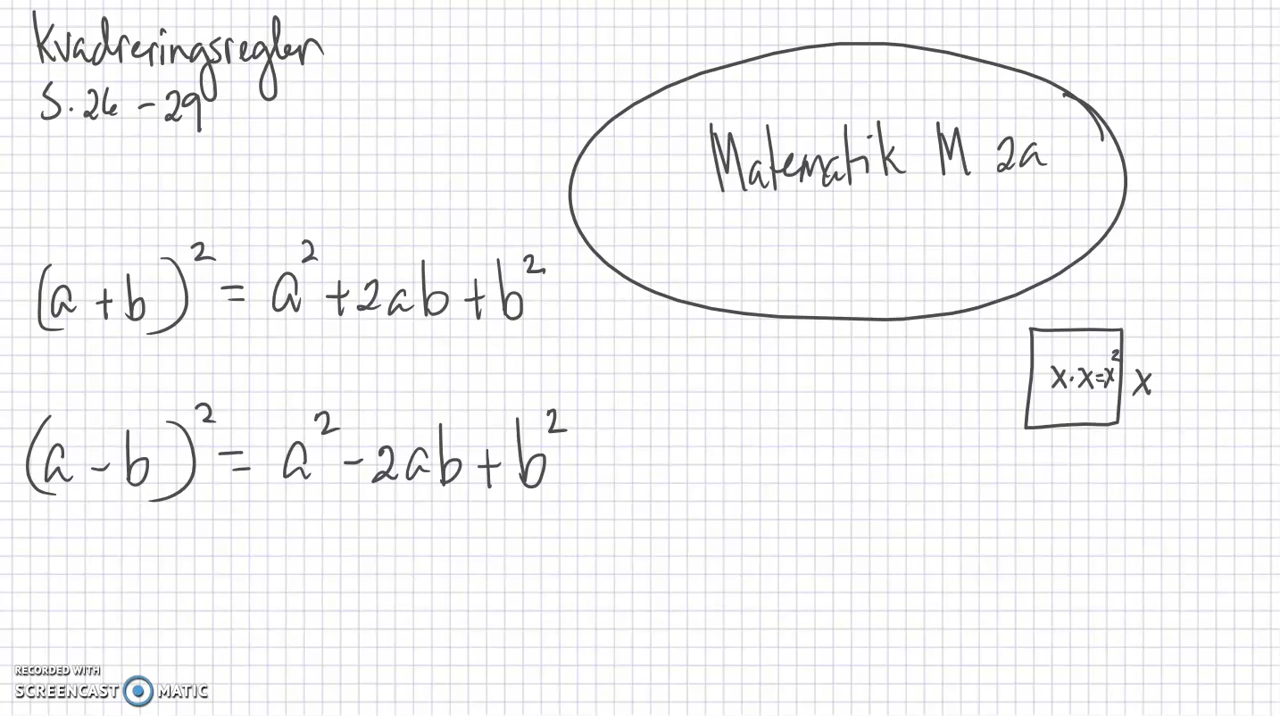 Kvadreringsregler
S. 26 - 29
Matematik M 2a
(a + b)² = a² + 2ab + b²
x·x=x² x
(a - b)² = a² - 2ab + b²
RECORDED WITH
SCREENCAST MATIC